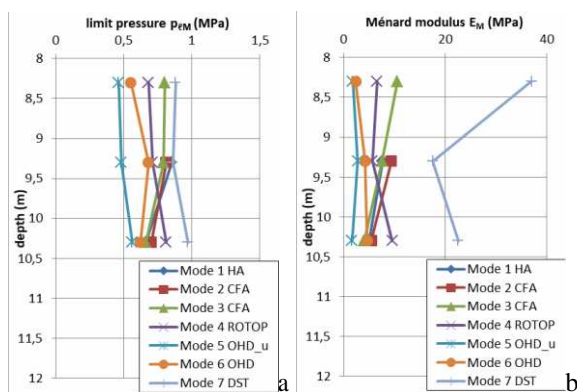 limit pressure pℓM (MPa)
0 0,5 1 1,5
depth (m)
8
8,5
9
9,5
10
10,5
11
11,5
12
Mode 1 HA
Mode 2 CFA
Mode 3 CFA
Mode 4 ROTOP
Mode 5 OHD_u
Mode 6 OHD
Mode 7 DST
a
Ménard modulus EM (MPa)
0 20 40
depth (m)
8
8,5
9
9,5
10
10,5
11
11,5
12
Mode 1 HA
Mode 2 CFA
Mode 3 CFA
Mode 4 ROTOP
Mode 5 OHD_u
Mode 6 OHD
Mode 7 DST
b